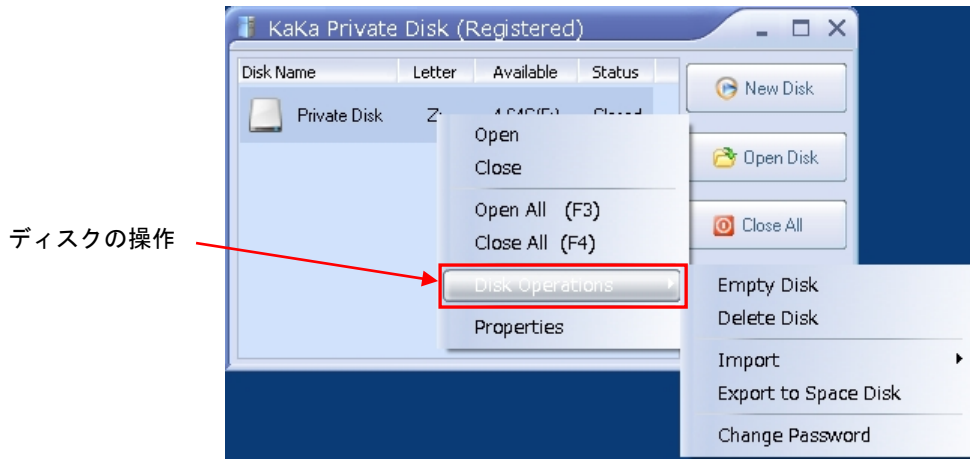 KaKa Private Disk (Registered)
Disk Name Letter Available Status
Private Disk Z:
New Disk
Open Disk
Close All
Open
Close
Open All (F3)
Close All (F4)
Disk Operations
Properties
ディスクの操作
Empty Disk
Delete Disk
Import
Export to Space Disk
Change Password